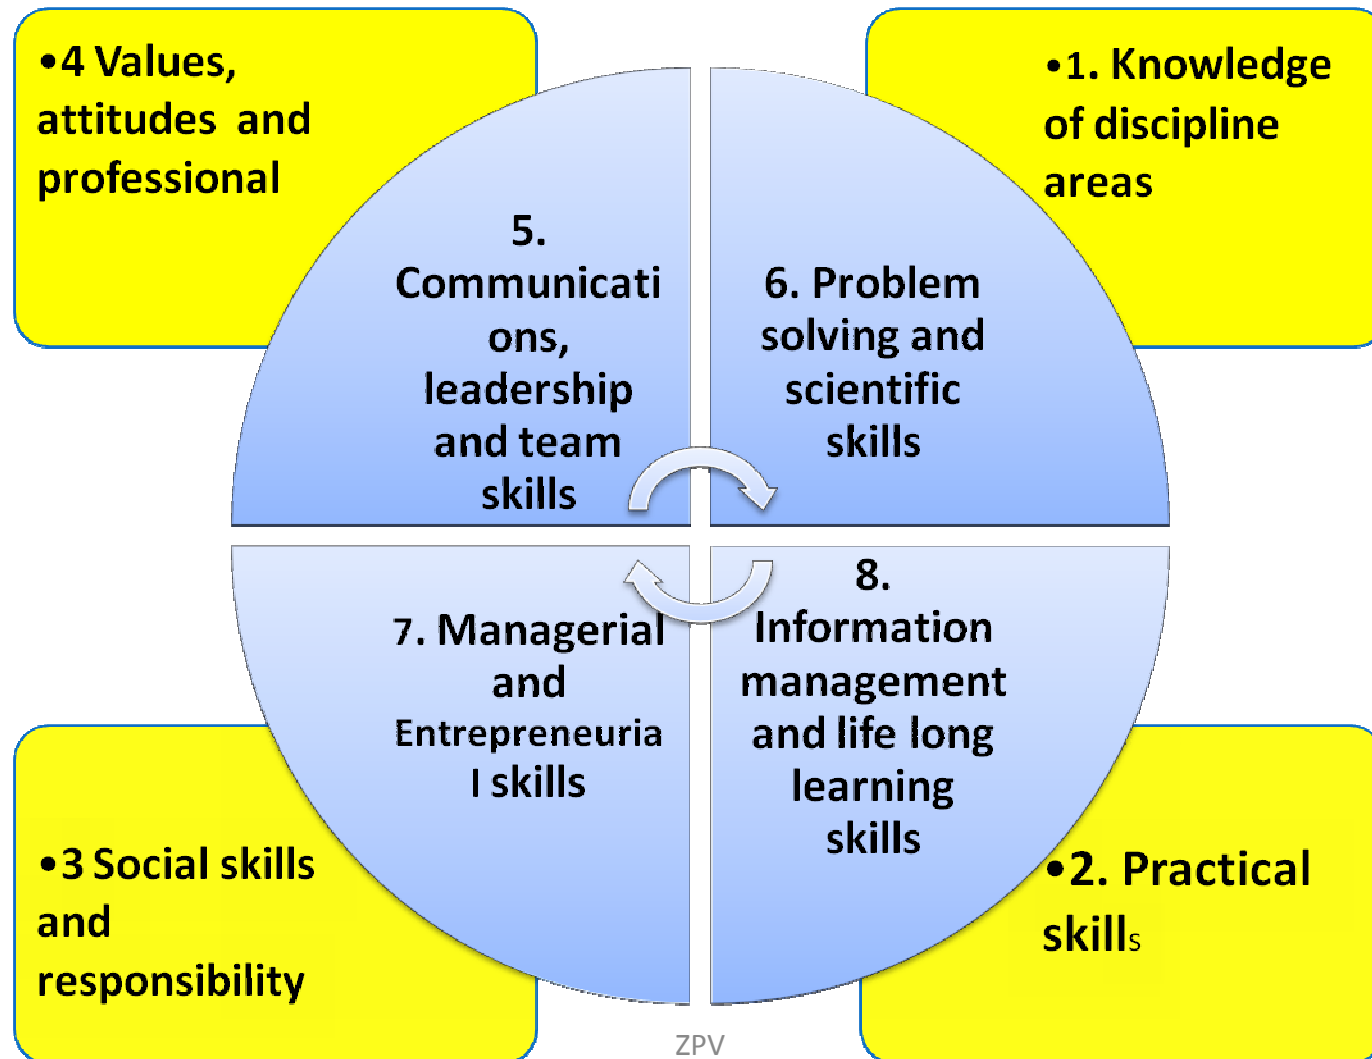 •4 Values,
attitudes and
professional
•1. Knowledge
of discipline
areas
5.
Communicati
ons,
leadership
and team
skills
6. Problem
solving and
scientific
skills
7. Managerial
and
Entrepreneuria
l skills
8.
Information
management
and life long
learning
skills
•3 Social skills
and
responsibility
•2. Practical
skills
ZPV